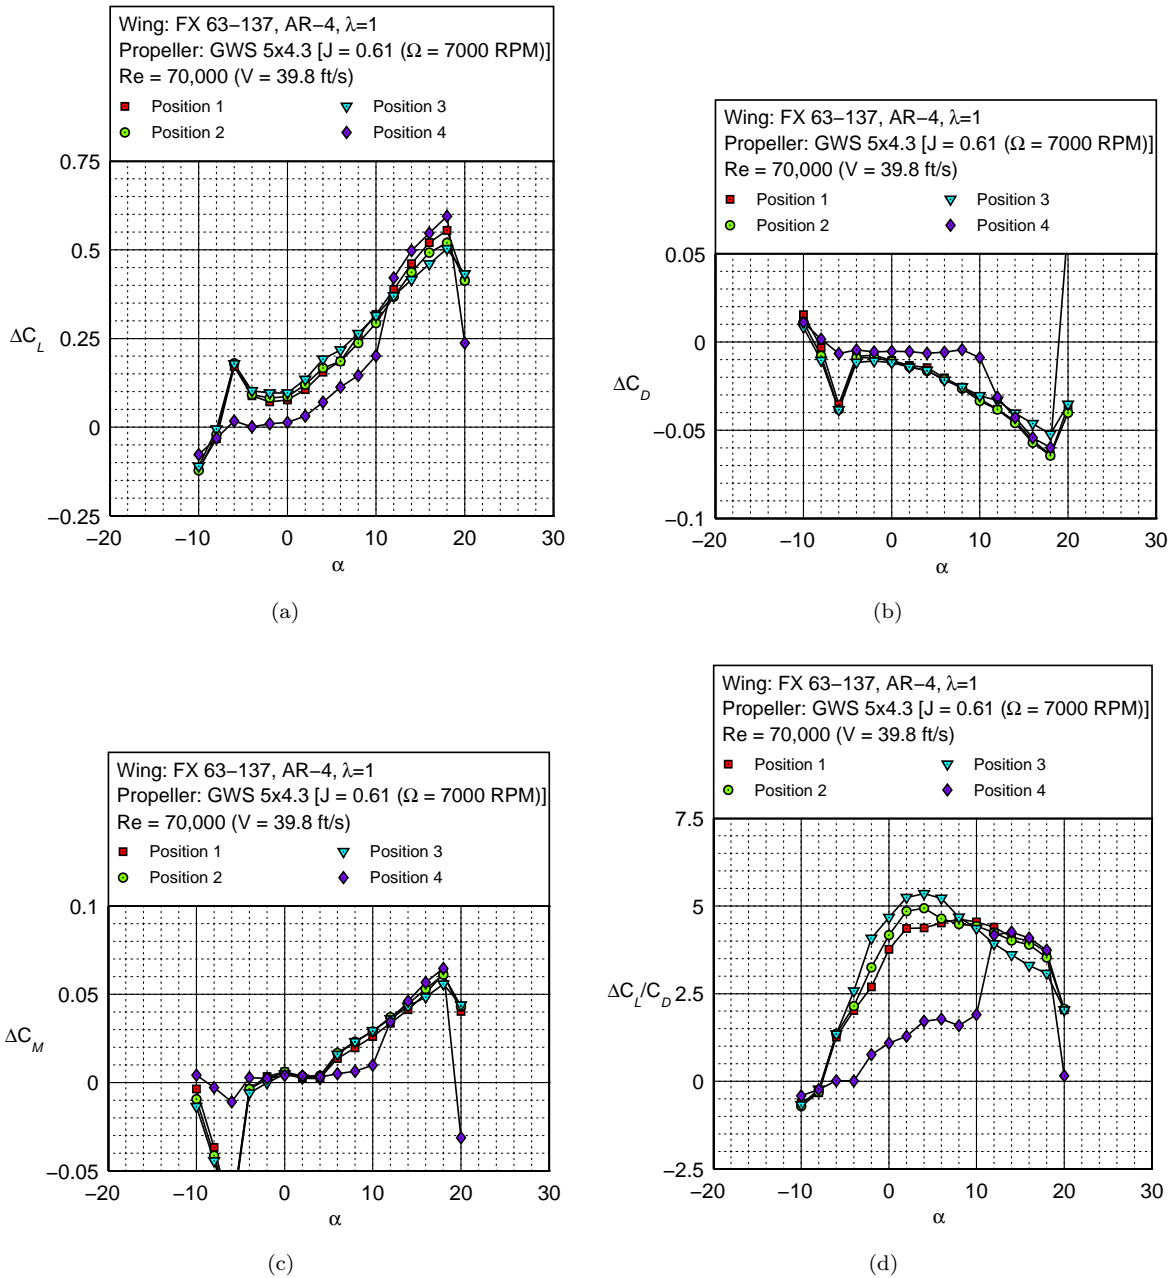 Wing: FX 63−137, AR−4, λ=1
Propeller: GWS 5x4.3 [J = 0.61 (Ω = 7000 RPM)]
Re = 70,000 (V = 39.8 ft/s)
Position 1 Position 3
Position 2 Position 4
0.75
0.5
0.25
0
−0.25
ΔC_L
−20 −10 0 10 20 30
α
(a)
Wing: FX 63−137, AR−4, λ=1
Propeller: GWS 5x4.3 [J = 0.61 (Ω = 7000 RPM)]
Re = 70,000 (V = 39.8 ft/s)
Position 1 Position 3
Position 2 Position 4
0.05
0
−0.05
−0.1
ΔC_D
−20 −10 0 10 20 30
α
(b)
Wing: FX 63−137, AR−4, λ=1
Propeller: GWS 5x4.3 [J = 0.61 (Ω = 7000 RPM)]
Re = 70,000 (V = 39.8 ft/s)
Position 1 Position 3
Position 2 Position 4
0.1
0.05
0
−0.05
ΔC_M
−20 −10 0 10 20 30
α
(c)
Wing: FX 63−137, AR−4, λ=1
Propeller: GWS 5x4.3 [J = 0.61 (Ω = 7000 RPM)]
Re = 70,000 (V = 39.8 ft/s)
Position 1 Position 3
Position 2 Position 4
7.5
5
2.5
0
−2.5
ΔC_L/C_D
−20 −10 0 10 20 30
α
(d)